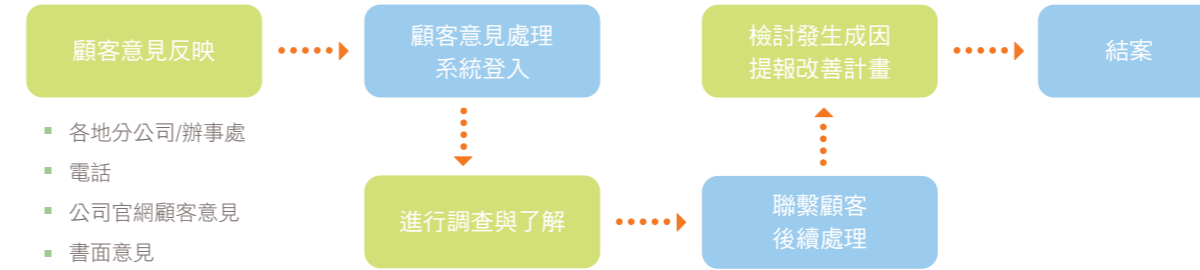 顧客意見反映
各地分公司/辦事處
電話
公司官網顧客意見
書面意見
顧客意見處理
系統登入
進行調查與了解
聯繫顧客
後續處理
檢討發生成因
提報改善計畫
結案